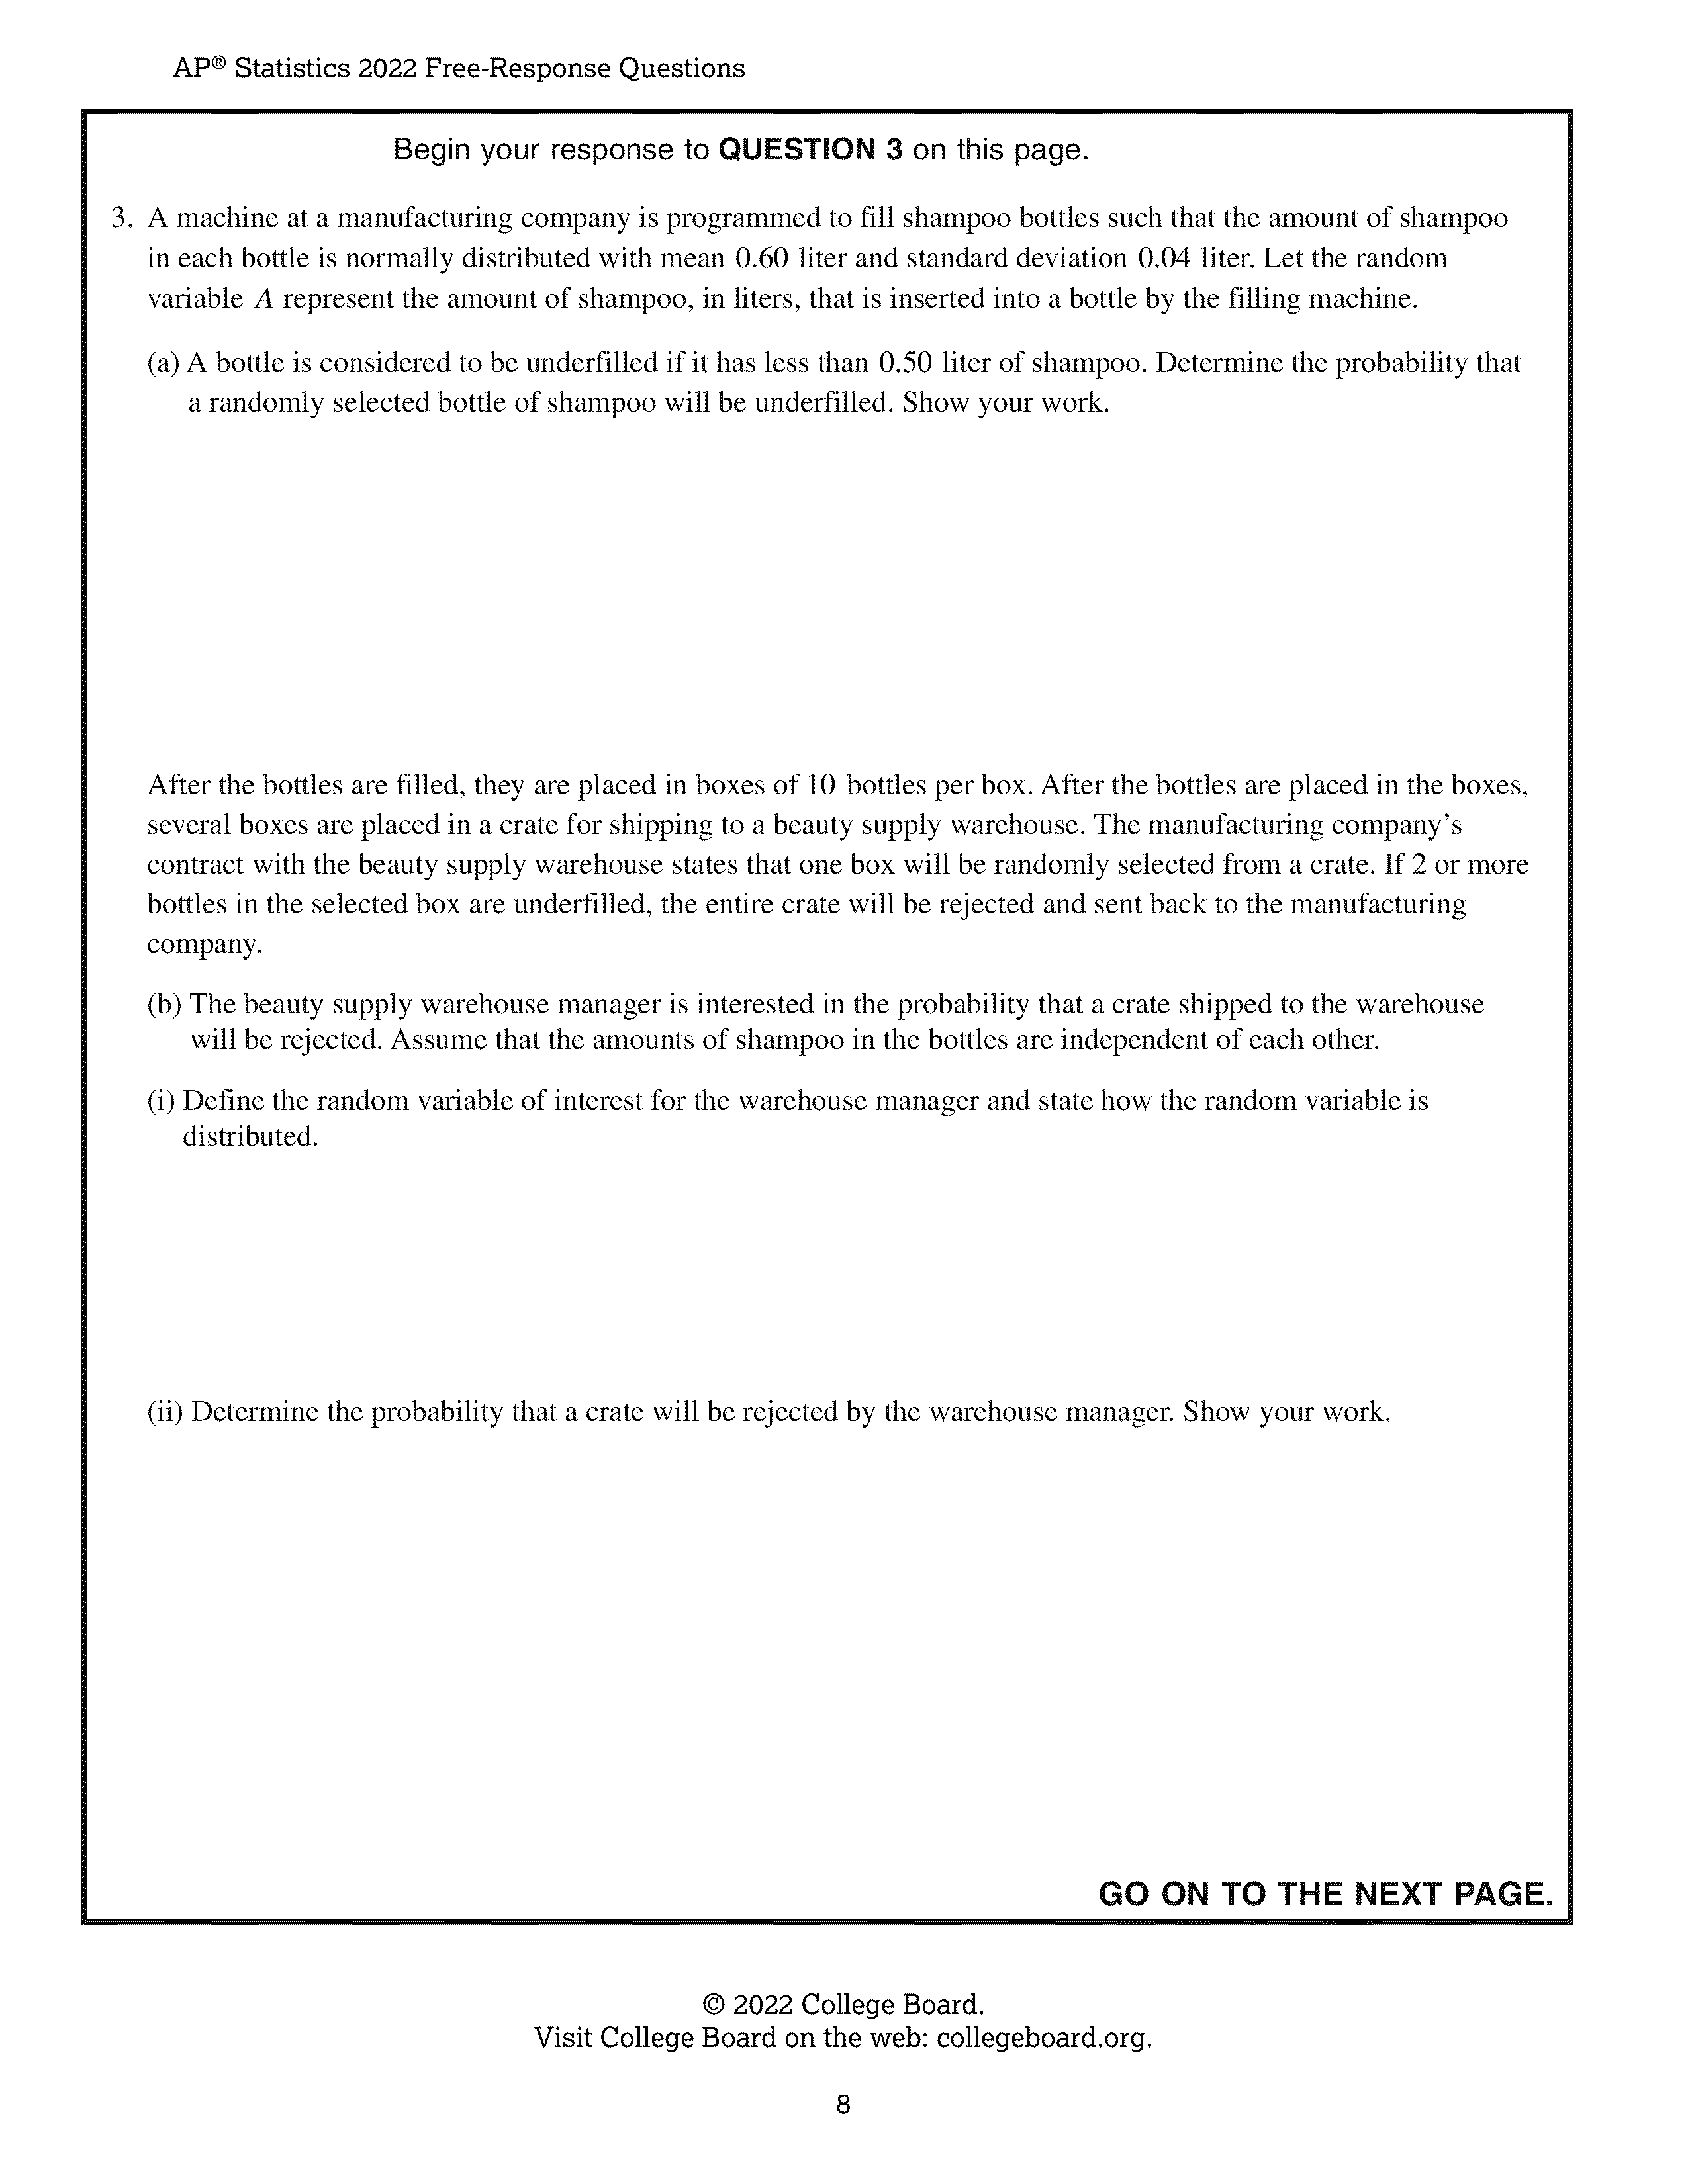 AP® Statistics 2022 Free-Response Questions
Begin your response to QUESTION 3 on this page.
3. A machine at a manufacturing company is programmed to fill shampoo bottles such that the amount of shampoo
in each bottle is normally distributed with mean 0.60 liter and standard deviation 0.04 liter. Let the random
variable A represent the amount of shampoo, in liters, that is inserted into a bottle by the filling machine.
(a) A bottle is considered to be underfilled if it has less than 0.50 liter of shampoo. Determine the probability that
a randomly selected bottle of shampoo will be underfilled. Show your work.
After the bottles are filled, they are placed in boxes of 10 bottles per box. After the bottles are placed in the boxes,
several boxes are placed in a crate for shipping to a beauty supply warehouse. The manufacturing company's
contract with the beauty supply warehouse states that one box will be randomly selected from a crate. If 2 or more
bottles in the selected box are underfilled, the entire crate will be rejected and sent back to the manufacturing
company.
(b) The beauty supply warehouse manager is interested in the probability that a crate shipped to the warehouse
will be rejected. Assume that the amounts of shampoo in the bottles are independent of each other.
(i) Define the random variable of interest for the warehouse manager and state how the random variable is
distributed.
(ii) Determine the probability that a crate will be rejected by the warehouse manager. Show your work.
GO ON TO THE NEXT PAGE.
© 2022 College Board.
Visit College Board on the web: collegeboard.org.
8